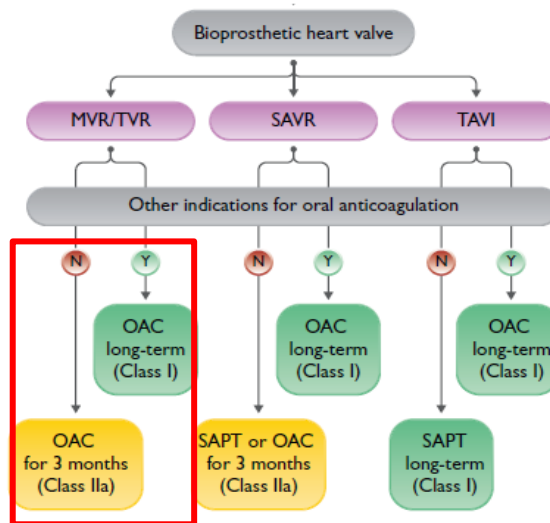 Bioprosthetic heart valve
MVR/TVR
SAVR
TAVI
Other indications for oral anticoagulation
N
Y
N
Y
N
Y
OAC
long-term
(Class I)
OAC
long-term
(Class I)
OAC
long-term
(Class I)
OAC
for 3 months
(Class IIa)
SAPT or OAC
for 3 months
(Class IIa)
SAPT
long-term
(Class I)